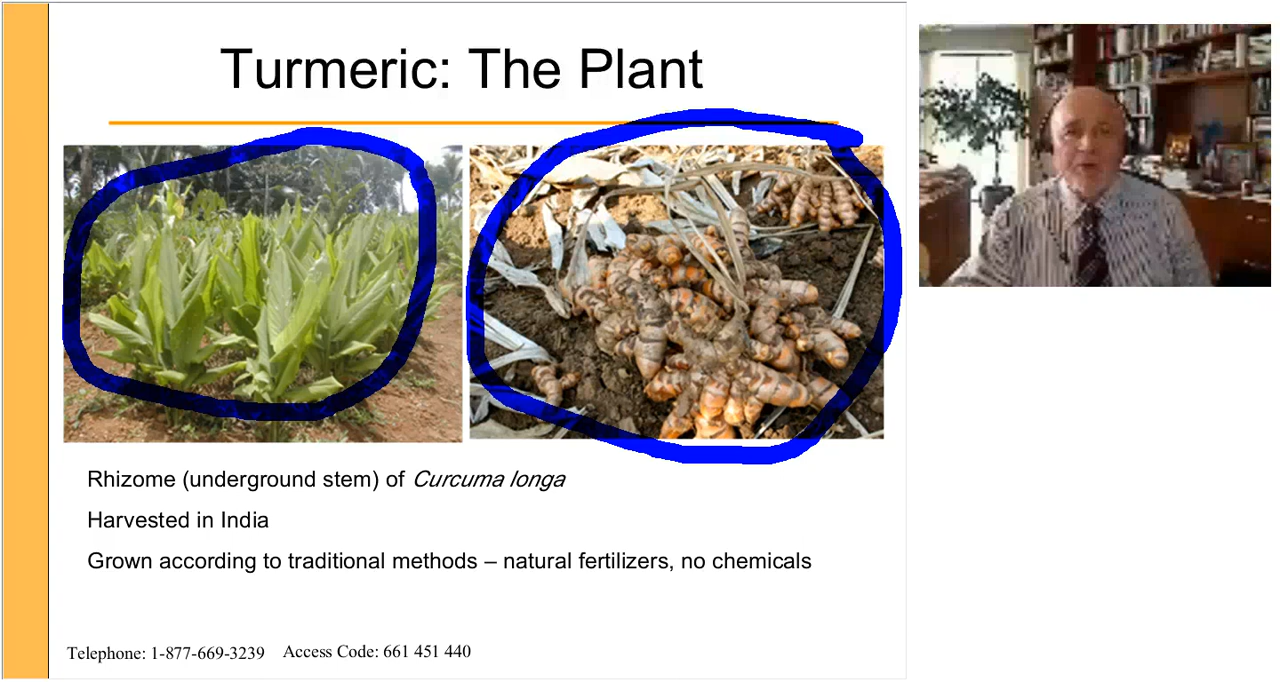 Turmeric: The Plant
Rhizome (underground stem) of Curcuma longa
Harvested in India
Grown according to traditional methods – natural fertilizers, no chemicals
Telephone: 1-877-669-3239 Access Code: 661 451 440